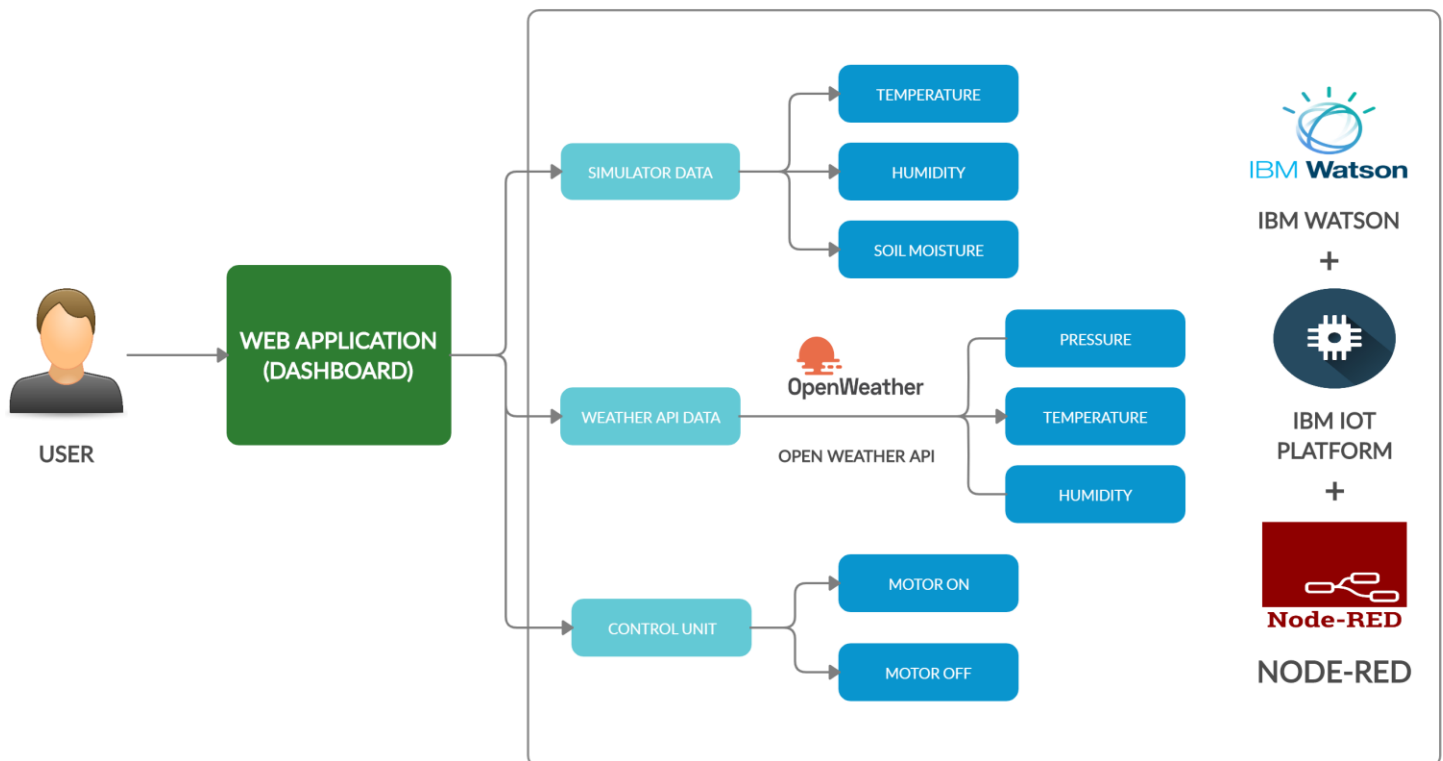 USER
WEB APPLICATION
(DASHBOARD)
SIMULATOR DATA
TEMPERATURE
HUMIDITY
SOIL MOISTURE
WEATHER API DATA
OpenWeather
OPEN WEATHER API
PRESSURE
TEMPERATURE
HUMIDITY
CONTROL UNIT
MOTOR ON
MOTOR OFF
IBM Watson
IBM WATSON
+
IBM IOT
PLATFORM
+
Node-RED
NODE-RED